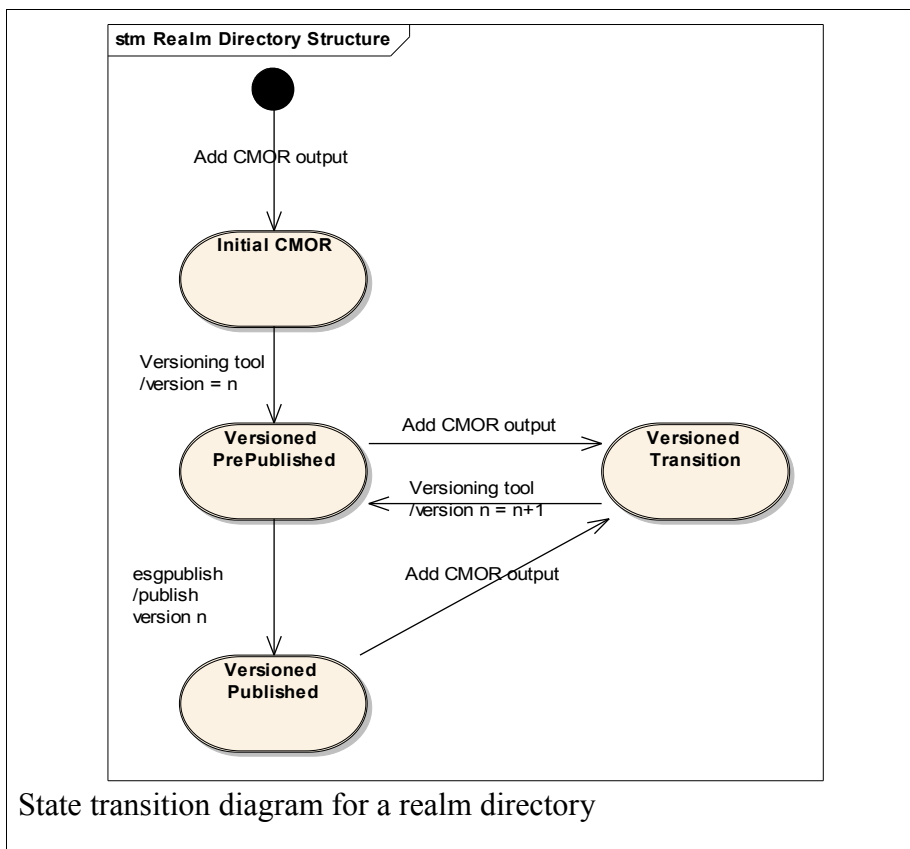 stm Realm Directory Structure
Add CMOR output
Initial CMOR
Versioning tool
/version = n
Versioned
PrePublished
Add CMOR output
Versioned
Transition
Versioning tool
/version n = n+1
esgpublish
/publish
version n
Add CMOR output
Versioned
Published
State transition diagram for a realm directory